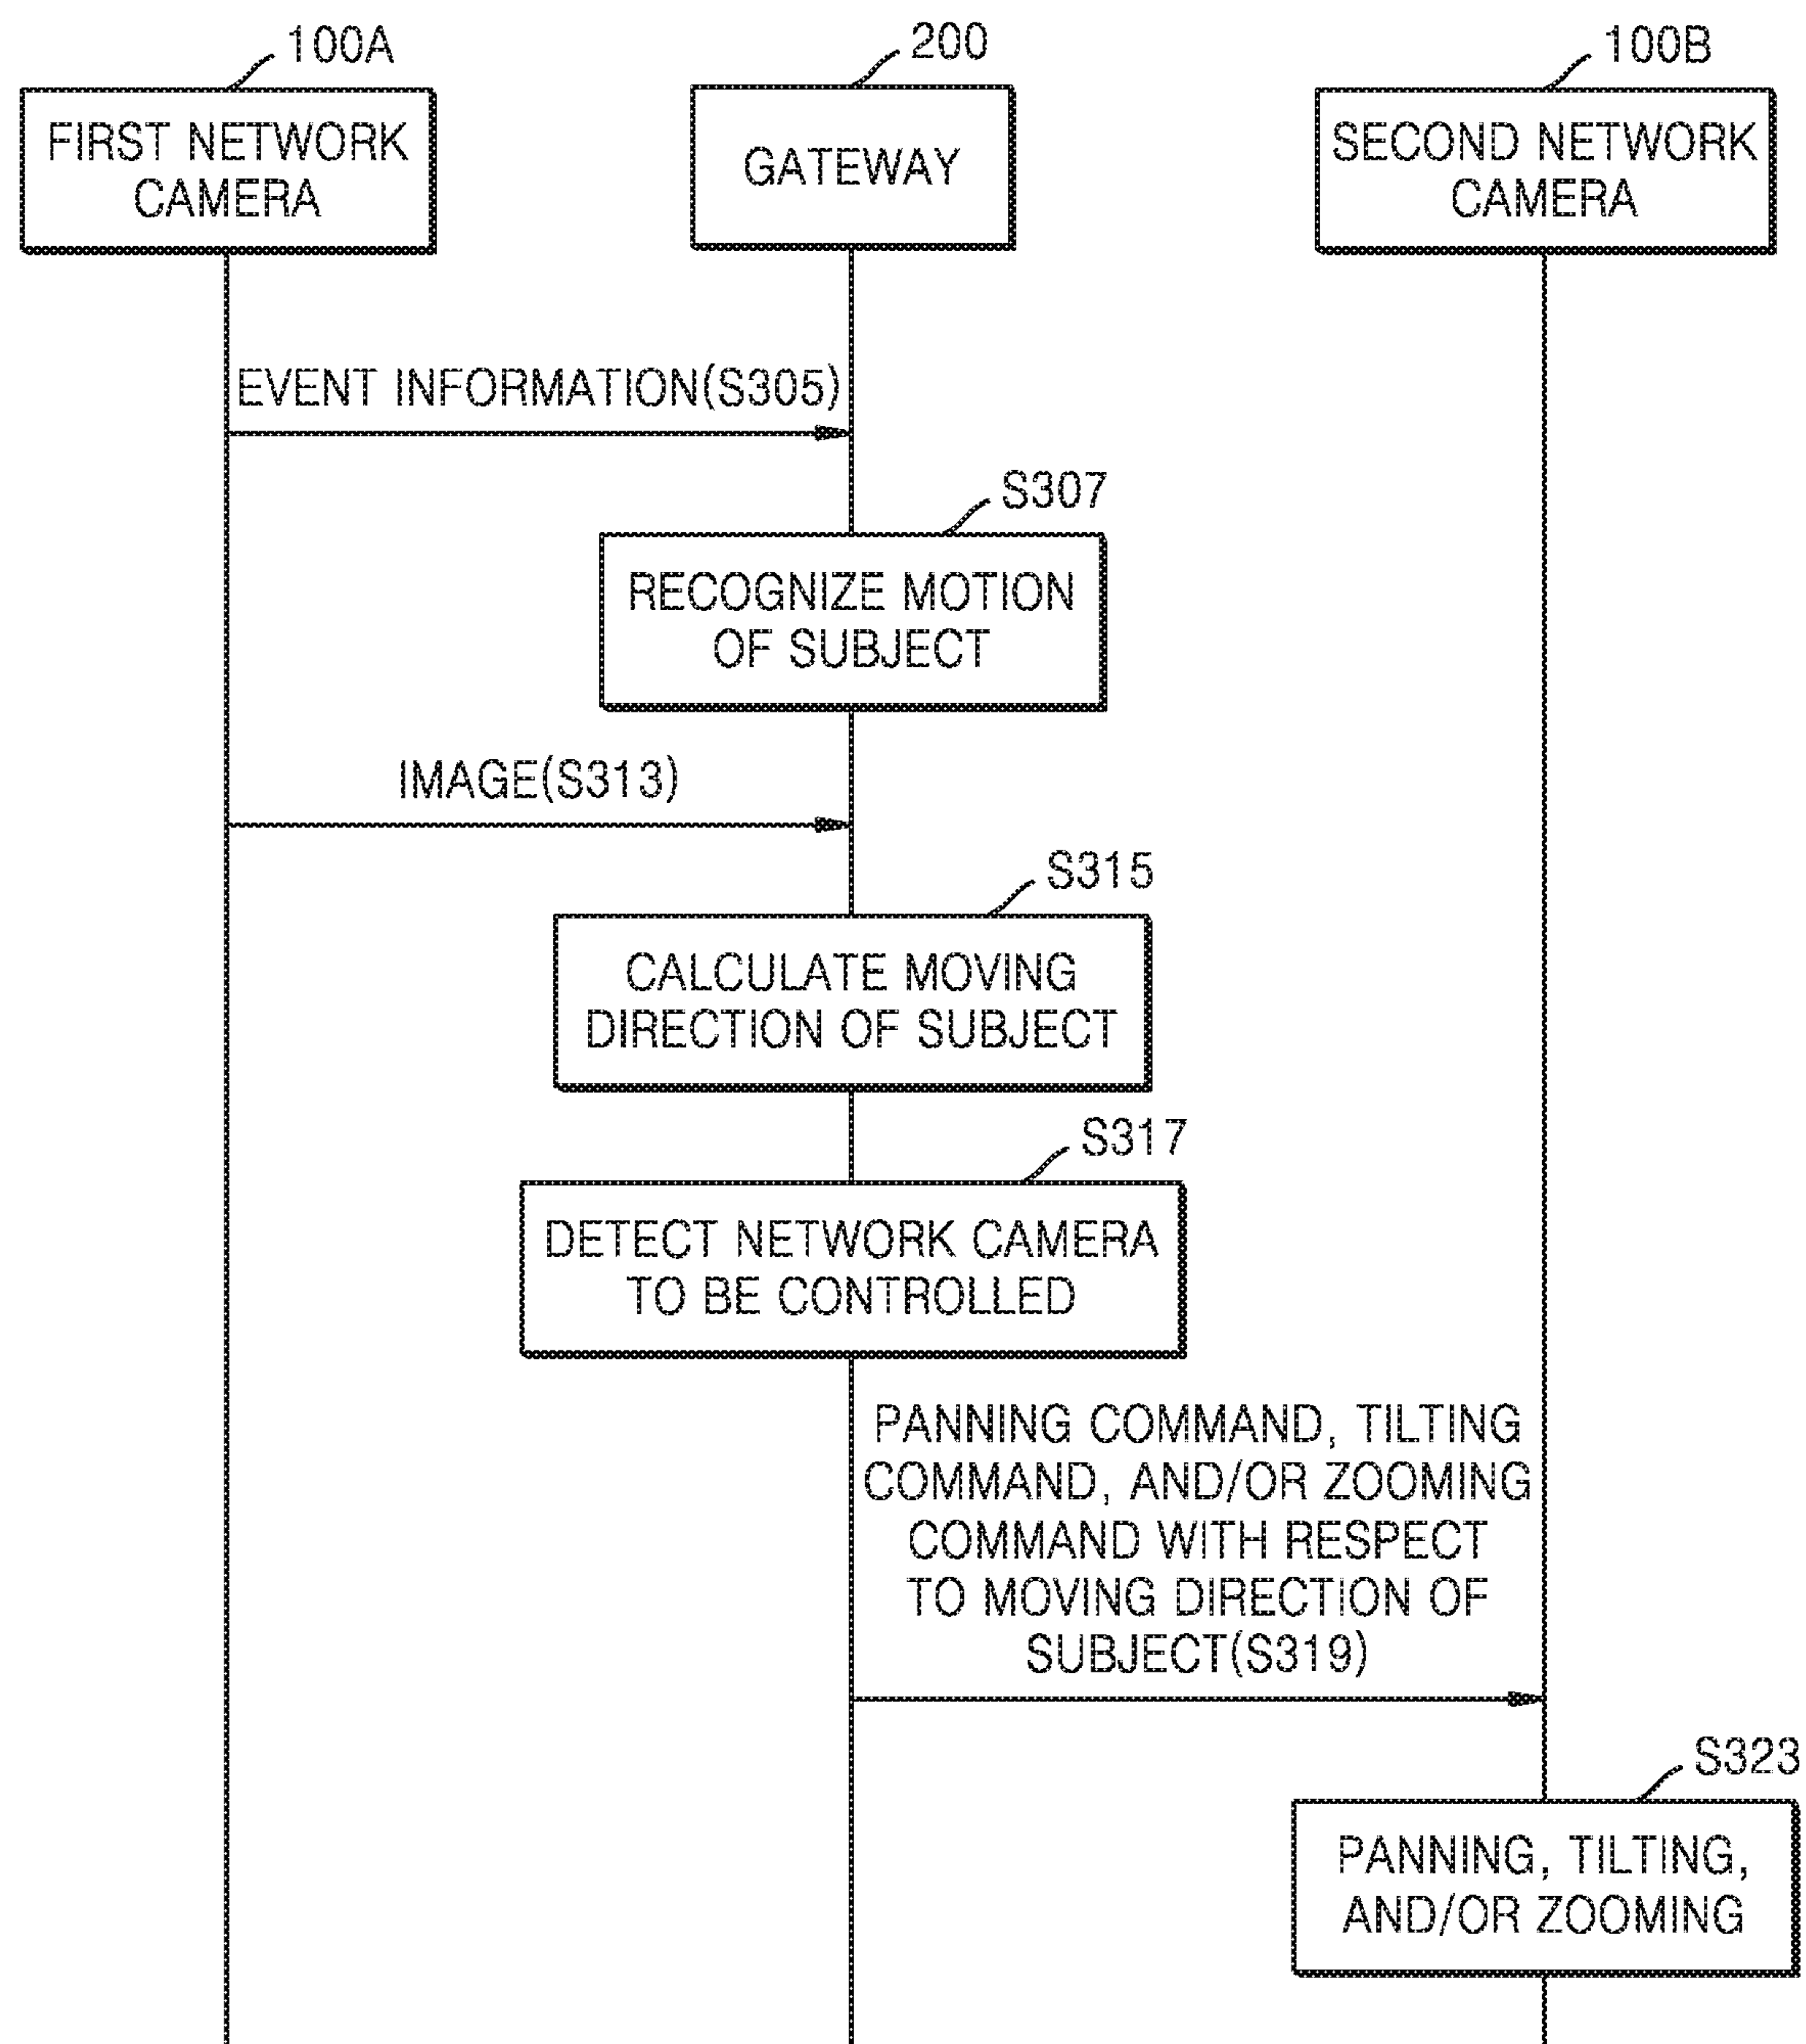 100A
200
100B
FIRST NETWORK
CAMERA
GATEWAY
SECOND NETWORK
CAMERA
EVENT INFORMATION(S305)
S307
RECOGNIZE MOTION
OF SUBJECT
IMAGE(S313)
S315
CALCULATE MOVING
DIRECTION OF SUBJECT
S317
DETECT NETWORK CAMERA
TO BE CONTROLLED
PANNING COMMAND, TILTING
COMMAND, AND/OR ZOOMING
COMMAND WITH RESPECT
TO MOVING DIRECTION OF
SUBJECT(S319)
S323
PANNING, TILTING,
AND/OR ZOOMING